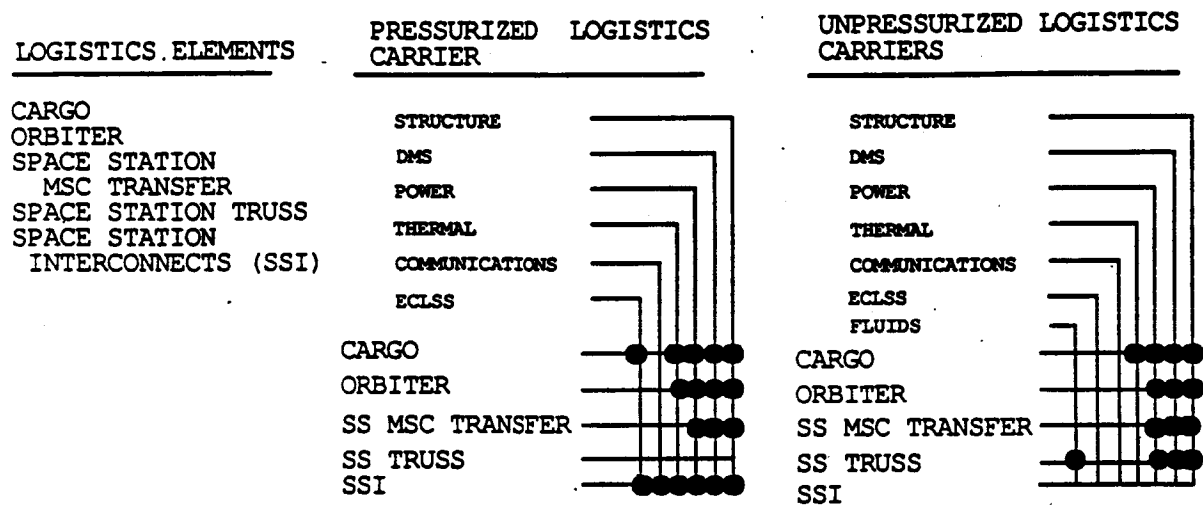 LOGISTICS.ELEMENTS
CARGO
ORBITER
SPACE STATION
MSC TRANSFER
SPACE STATION TRUSS
SPACE STATION
INTERCONNECTS (SSI)
PRESSURIZED LOGISTICS
CARRIER
STRUCTURE
DMS
POWER
THERMAL
COMMUNICATIONS
ECLSS
CARGO
ORBITER
SS MSC TRANSFER
SS TRUSS
SSI
UNPRESSURIZED LOGISTICS
CARRIERS
STRUCTURE
DMS
POWER
THERMAL
COMMUNICATIONS
ECLSS
FLUIDS
CARGO
ORBITER
SS MSC TRANSFER
SS TRUSS
SSI